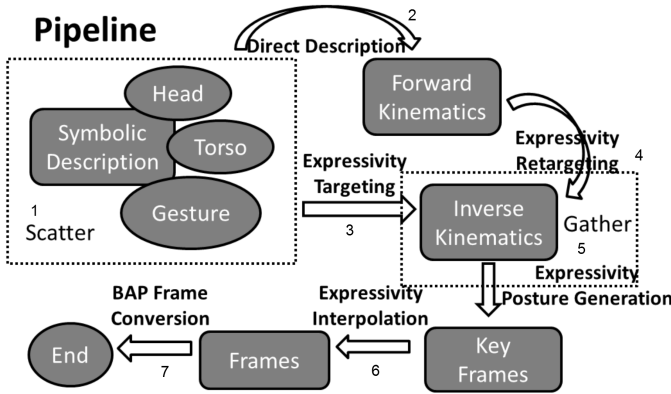 Pipeline
2
Direct Description
Head
Symbolic
Description
Torso
Gesture
1
Scatter
Forward
Kinematics
Expressivity
Retargeting
4
Expressivity
Targeting
3
Inverse
Kinematics
Gather
5
Expressivity
Posture Generation
BAP Frame
Conversion
Expressivity
Interpolation
End
7
Frames
6
Key
Frames